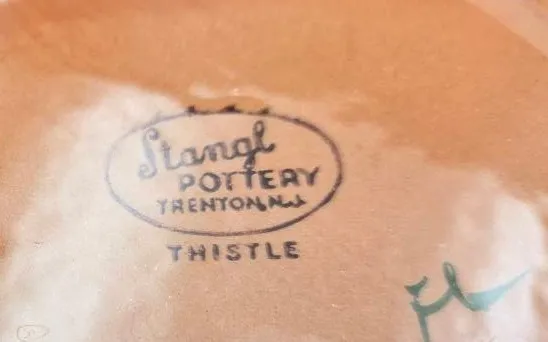 Stangl
POTTERY
TRENTON, N.J.
THISTLE